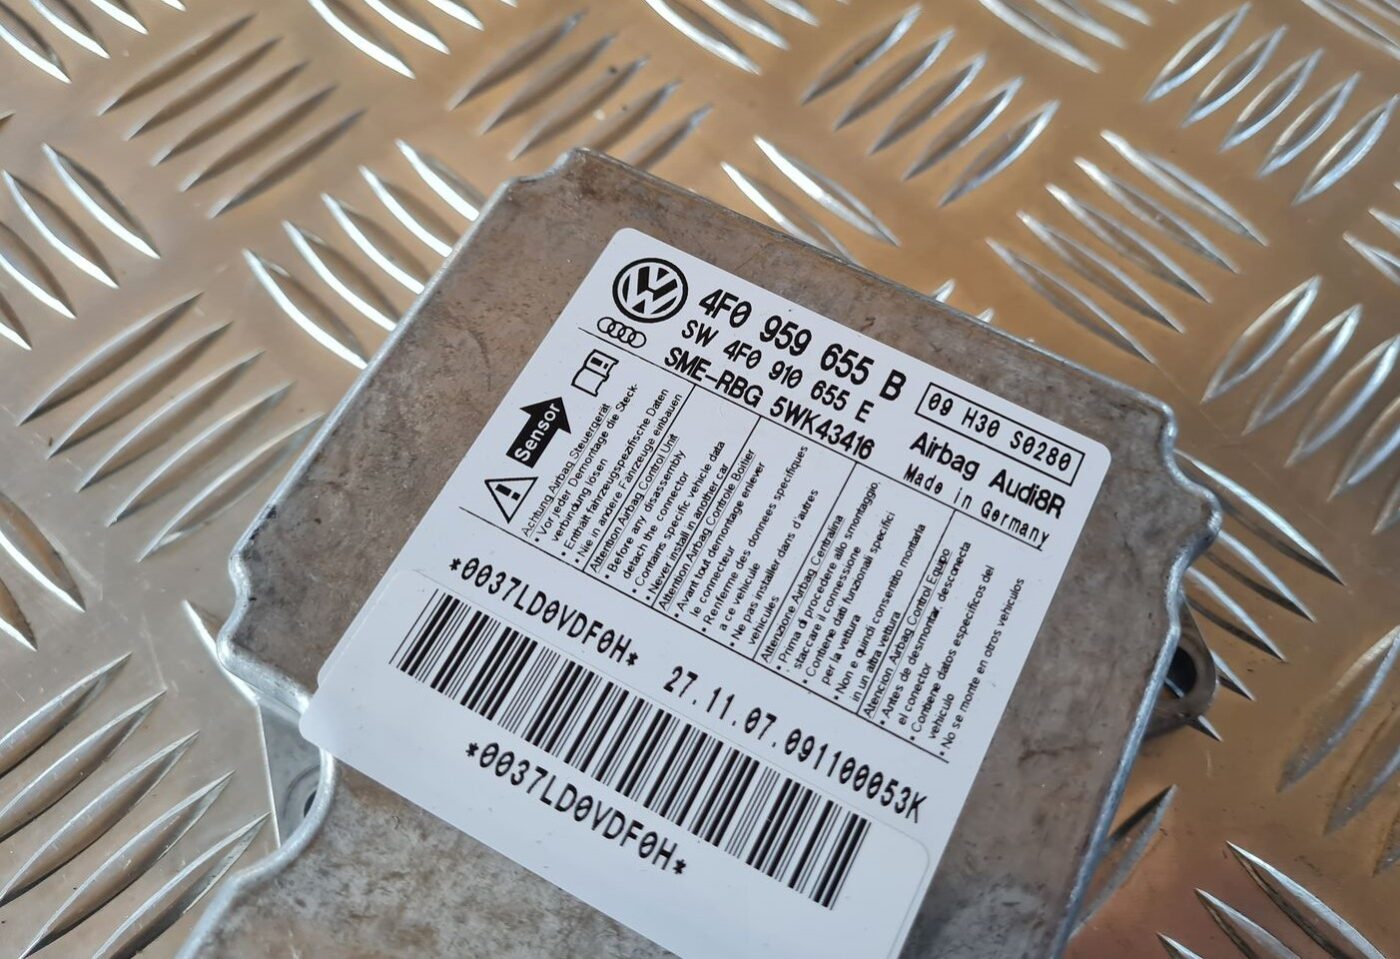 4F0 959 655 B
SW 4F0 910 655 E
09 H30 S0280
SME-RBG 5WK43416
Airbag Audi8R
Made in Germany
Sensor
Achtung Airbag Steuergerät
• Vor jeder Demontage die Steck-
verbindung lösen
• Enthält fahrzeugspezifische Daten
• Nie in andere Fahrzeuge einbauen
Attention Airbag Control Unit
• Before any disassembly
detach the connector
• Contains specific vehicle data
• Never install in another car
Attention Airbag Controle Boitier
• Avant tout demontage enlever
le connecteur
• Renferme des donnees specifiques
a ce vehicule
• Ne pas installer dans d'autres
vehicules
Attenzione Airbag Centralina
• Prima di procedere allo smontaggio,
staccare il connessione
• Contiene dati funzionali specifici
per la vettura
• Non e quindi consentito montarla
in un altra vettura
Atencion Airbag Control Equipo
• Antes de desmontar, desconecta
el conector
• Contiene datos especificos del
vehiculo
• No se monte en otros vehiculos
*0037LD0VDF0H* 27.11.07.091100053K
*0037LD0VDF0H*